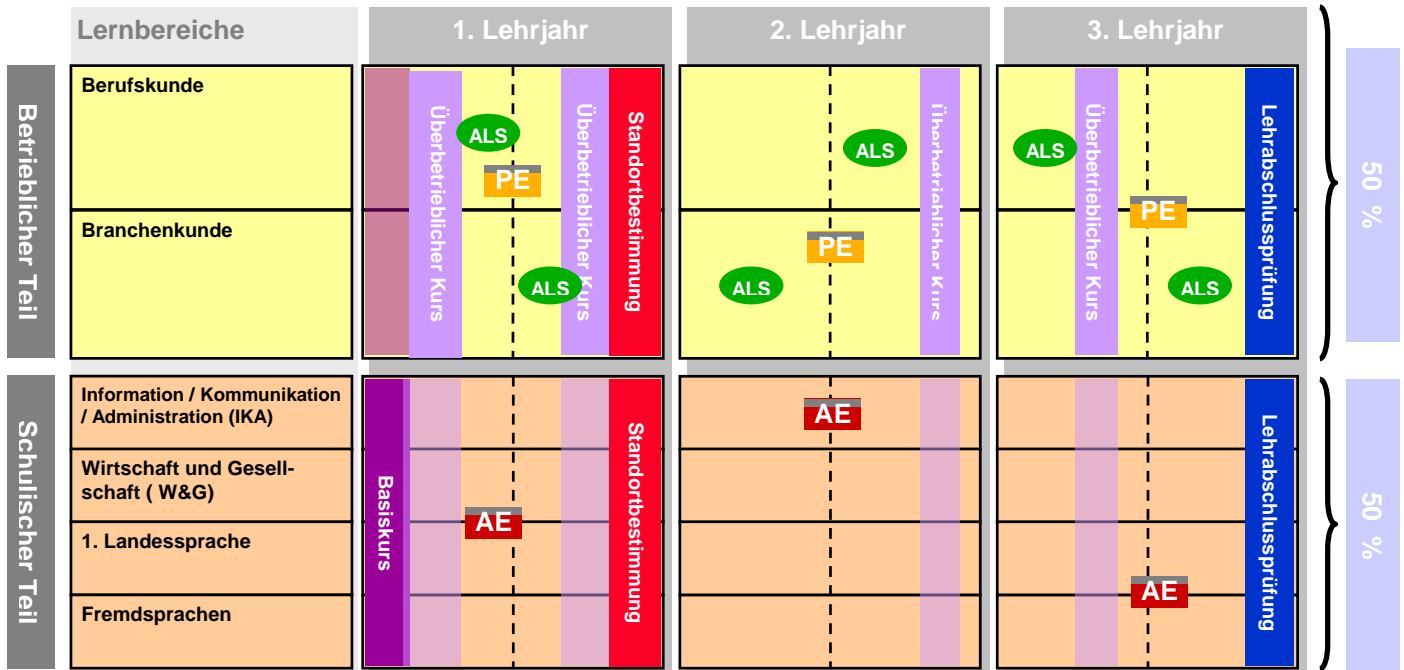 Lernbereiche
1. Lehrjahr
2. Lehrjahr
3. Lehrjahr
Betrieblicher Teil
Berufskunde
Branchenkunde
Überbetrieblicher Kurs
ALS
PE
ALS
Überbetrieblicher Kurs
Standortbestimmung
ALS
PE
ALS
Überbetrieblicher Kurs
ALS
Überbetrieblicher Kurs
PE
ALS
Lehrabschlussprüfung
50 %
Schulischer Teil
Information / Kommunikation
/ Administration (IKA)
Wirtschaft und Gesell-
schaft ( W&G)
1. Landessprache
Fremdsprachen
Basiskurs
AE
Standortbestimmung
AE
AE
Lehrabschlussprüfung
50 %